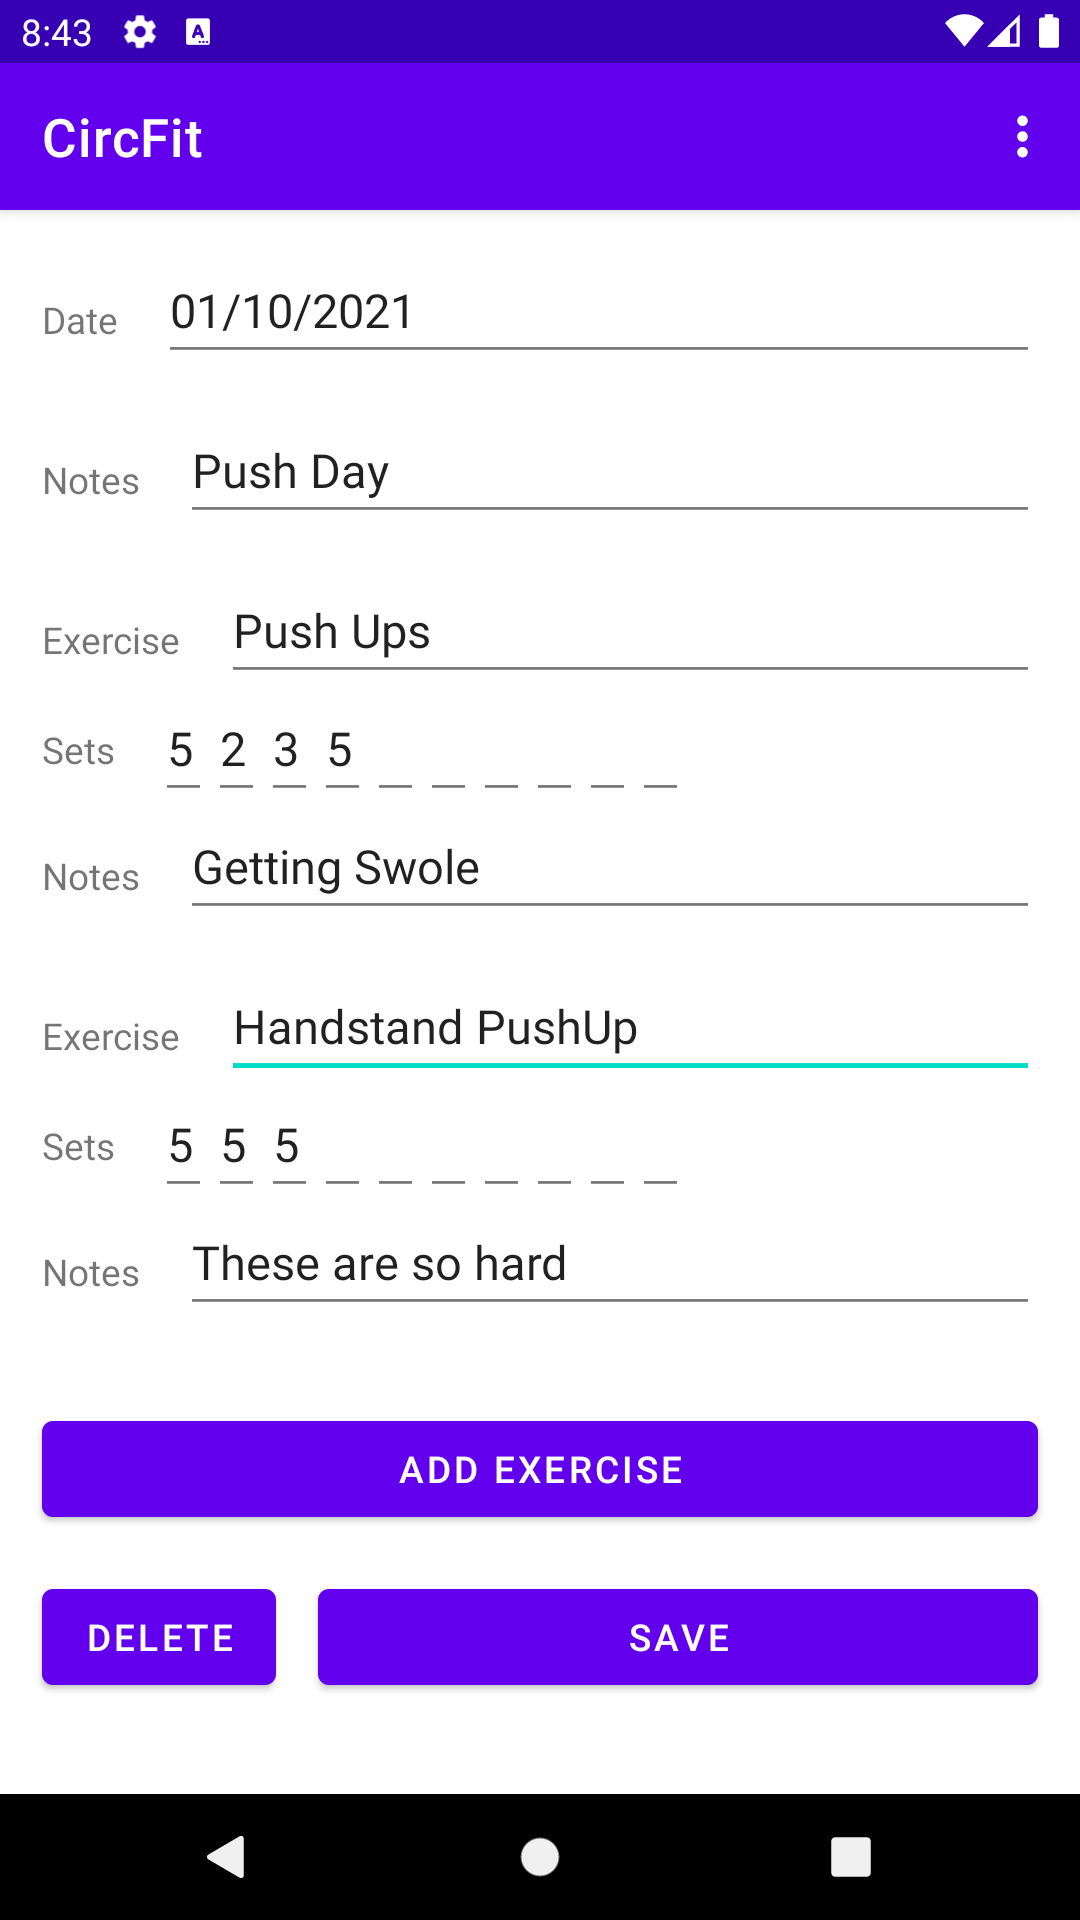 8:43
CircFit
Date 01/10/2021
Notes Push Day
Exercise Push Ups
Sets 5 2 3 5
Notes Getting Swole
Exercise Handstand PushUp
Sets 5 5 5
Notes These are so hard
ADD EXERCISE
DELETE SAVE